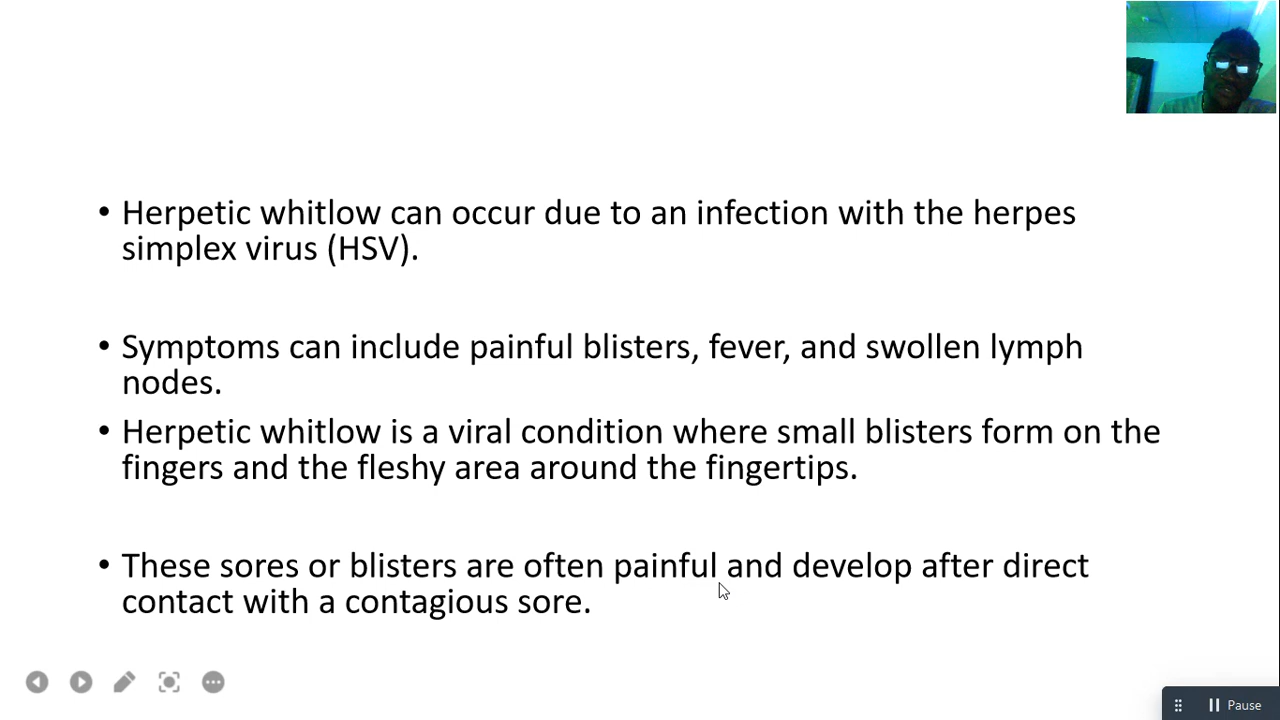 • Herpetic whitlow can occur due to an infection with the herpes
simplex virus (HSV).
• Symptoms can include painful blisters, fever, and swollen lymph
nodes.
• Herpetic whitlow is a viral condition where small blisters form on the
fingers and the fleshy area around the fingertips.
• These sores or blisters are often painful and develop after direct
contact with a contagious sore.
Pause